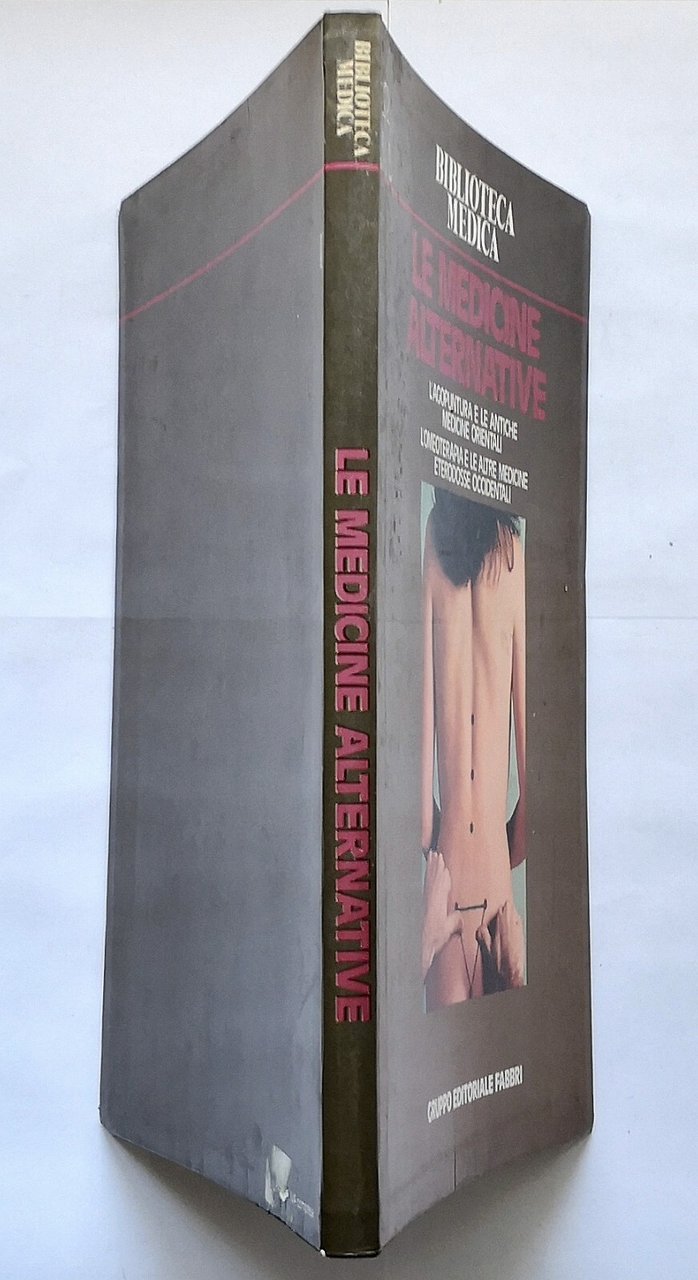 BIBLIOTECA
MEDICA
LE MEDICINE ALTERNATIVE
BIBLIOTECA
MEDICA
LE MEDICINE
ALTERNATIVE
L'AGOPUNTURA E LE ANTICHE
MEDICINE ORIENTALI
L'OMEOTERAPIA E LE ALTRE MEDICINE
ETERODOSSE OCCIDENTALI
GRUPPO EDITORIALE FABBRI